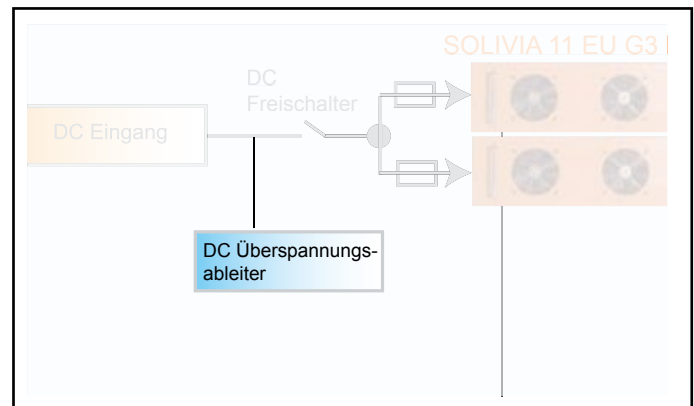 SOLIVIA 11 EU G3
DC
Freischalter
DC Eingang
DC Überspannungs-
ableiter